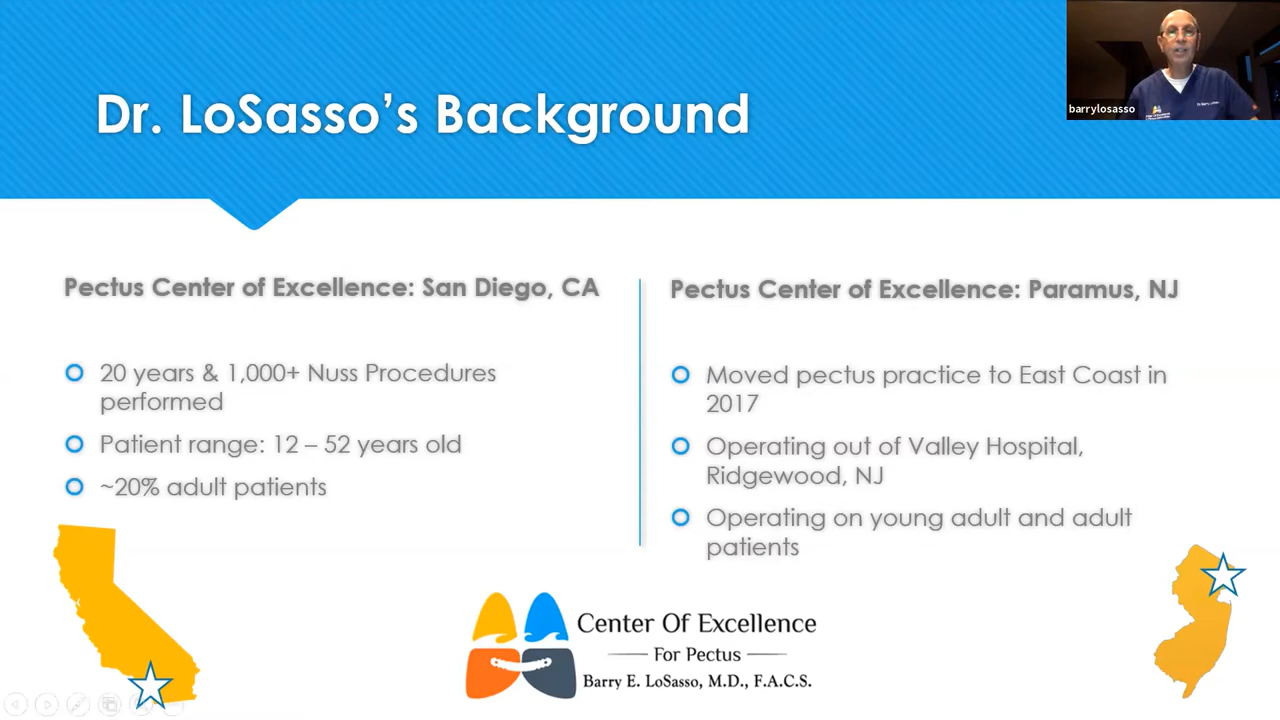 Dr. LoSasso’s Background
barrylosasso
Pectus Center of Excellence: San Diego, CA
20 years & 1,000+ Nuss Procedures
performed
Patient range: 12 – 52 years old
~20% adult patients
Pectus Center of Excellence: Paramus, NJ
Moved pectus practice to East Coast in
2017
Operating out of Valley Hospital,
Ridgewood, NJ
Operating on young adult and adult
patients
Center Of Excellence
For Pectus
Barry E. LoSasso, M.D., F.A.C.S.